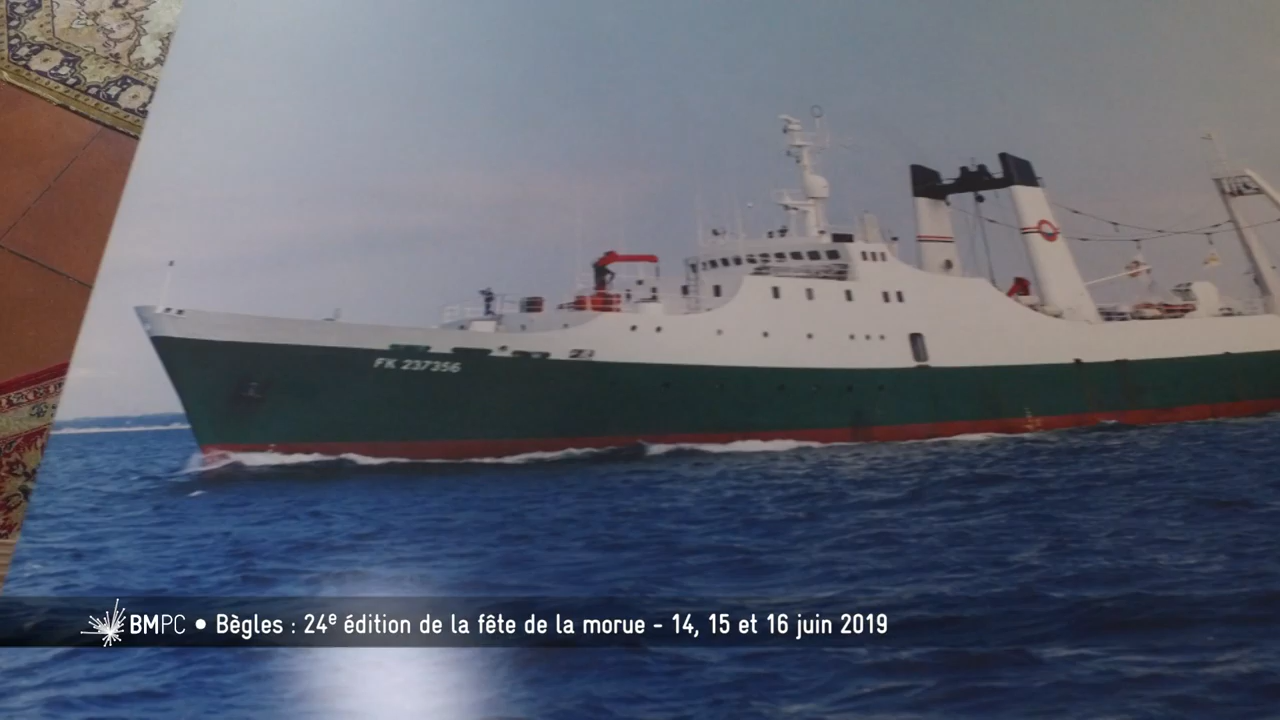 FK 237356
BMPC • Bègles : 24e édition de la fête de la morue - 14, 15 et 16 juin 2019